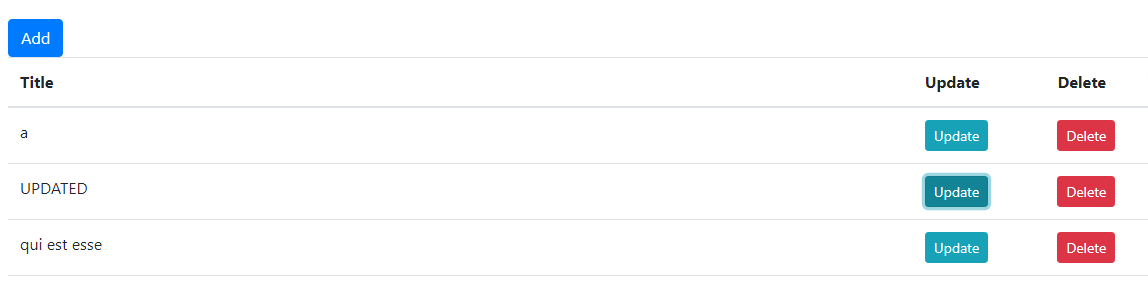 Add
Title Update Delete
a Update Delete
UPDATED Update Delete
qui est esse Update Delete